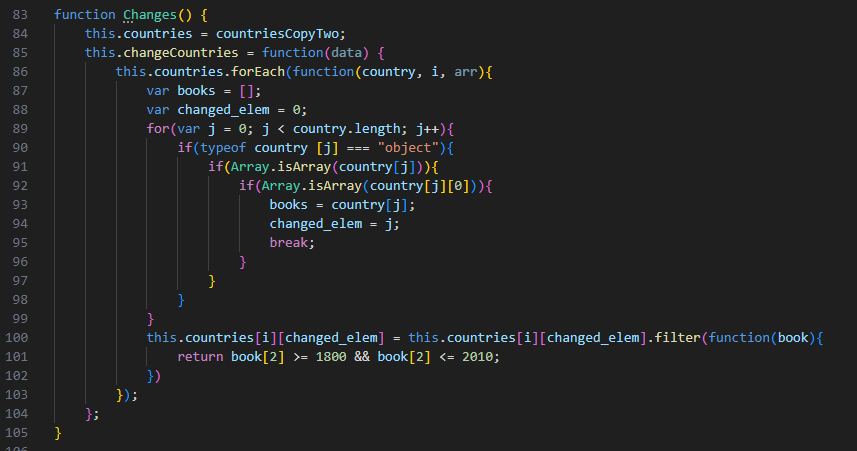 83 function Changes() {
84 this.countries = countriesCopyTwo;
85 this.changeCountries = function(data) {
86 this.countries.forEach(function(country, i, arr){
87 var books = [];
88 var changed_elem = 0;
89 for(var j = 0; j < country.length; j++){
90 if(typeof country [j] === "object"){
91 if(Array.isArray(country[j])){
92 if(Array.isArray(country[j][0])){
93 books = country[j];
94 changed_elem = j;
95 break;
96 }
97 }
98 }
99 }
100 this.countries[i][changed_elem] = this.countries[i][changed_elem].filter(function(book){
101 return book[2] >= 1800 && book[2] <= 2010;
102 })
103 });
104 };
105 }